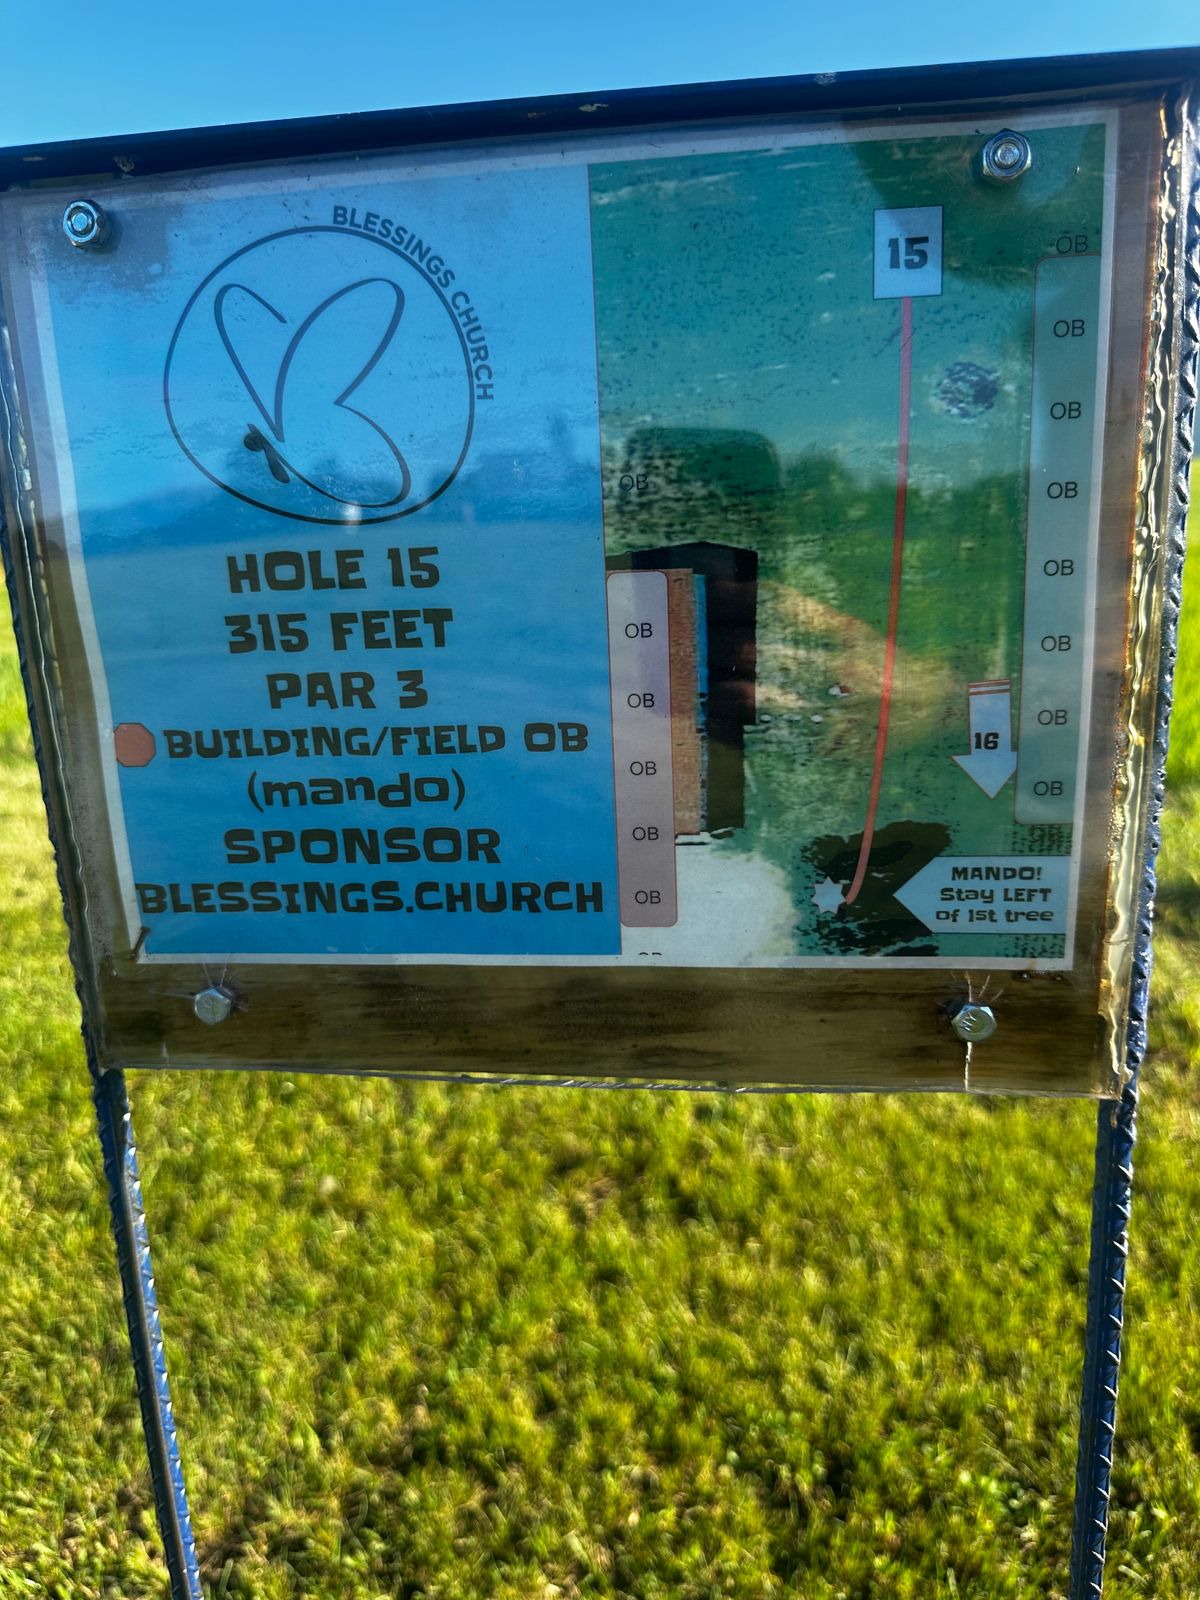 BLESSINGS CHURCH
HOLE 15
315 FEET
PAR 3
BUILDING/FIELD OB
(mando)
SPONSOR
BLESSINGS.CHURCH
15
OB
OB
OB
OB
OB
OB
OB
OB
OB
OB
OB
OB
OB
OB
16
MANDO!
Stay LEFT
of 1st tree